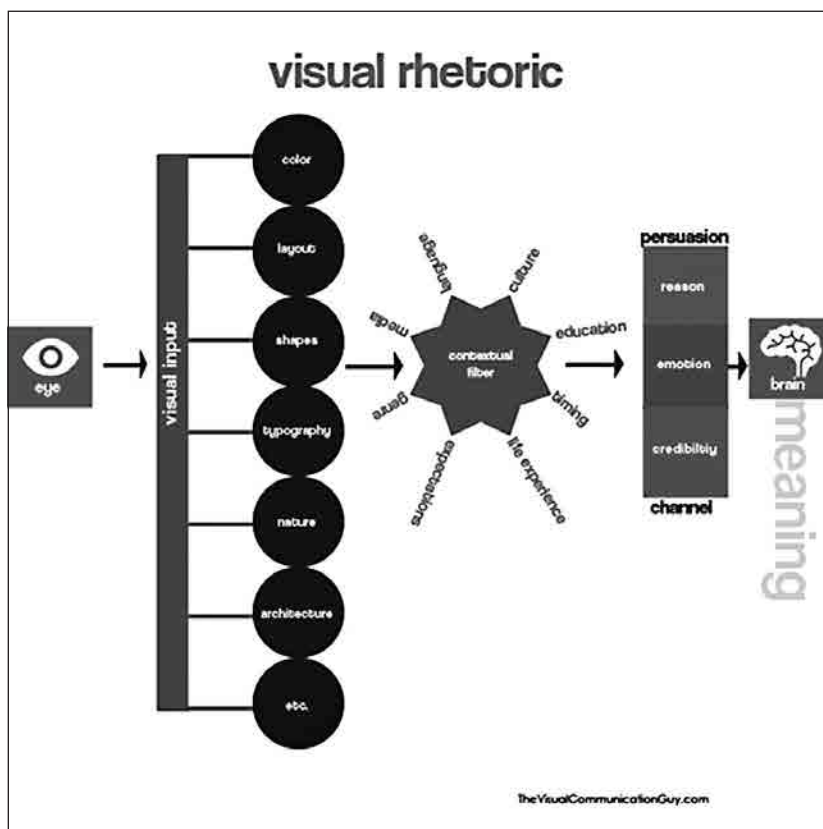 visual rhetoric
eye
visual input
color
layout
shapes
typography
nature
architecture
etc.
contextual
filter
language
culture
media
education
genre
timing
expectations
life experience
persuasion
reason
emotion
credibiltiy
channel
brain
meaning
TheVisualCommunicationGuy.com